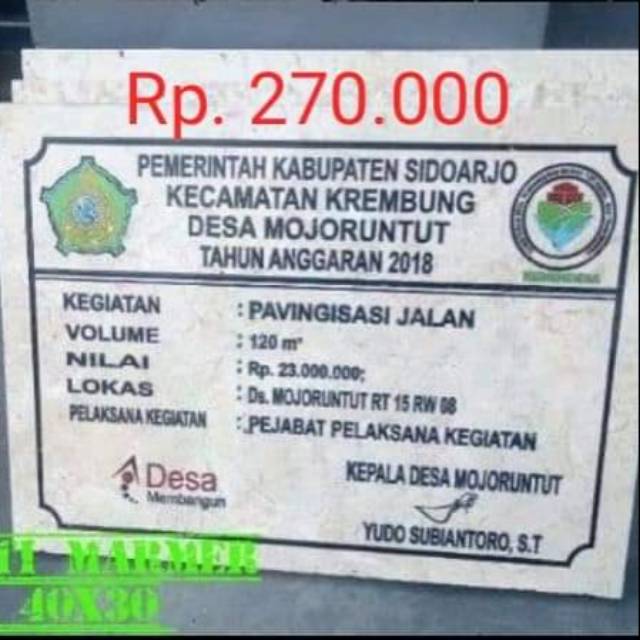 Rp. 270.000
PEMERINTAH KABUPATEN SIDOARJO
KECAMATAN KREMBUNG
DESA MOJORUNTUT
TAHUN ANGGARAN 2018
KEGIATAN : PAVINGISASI JALAN
VOLUME : 120 m²
NILAI : Rp. 23.000.000;
LOKAS : Ds. MOJORUNTUT RT 15 RW 08
PELAKSANA KEGIATAN : PEJABAT PELAKSANA KEGIATAN
Desa
Membangun
KEPALA DESA MOJORUNTUT
YUDO SUBIANTORO, S.T
MARMER
40X30